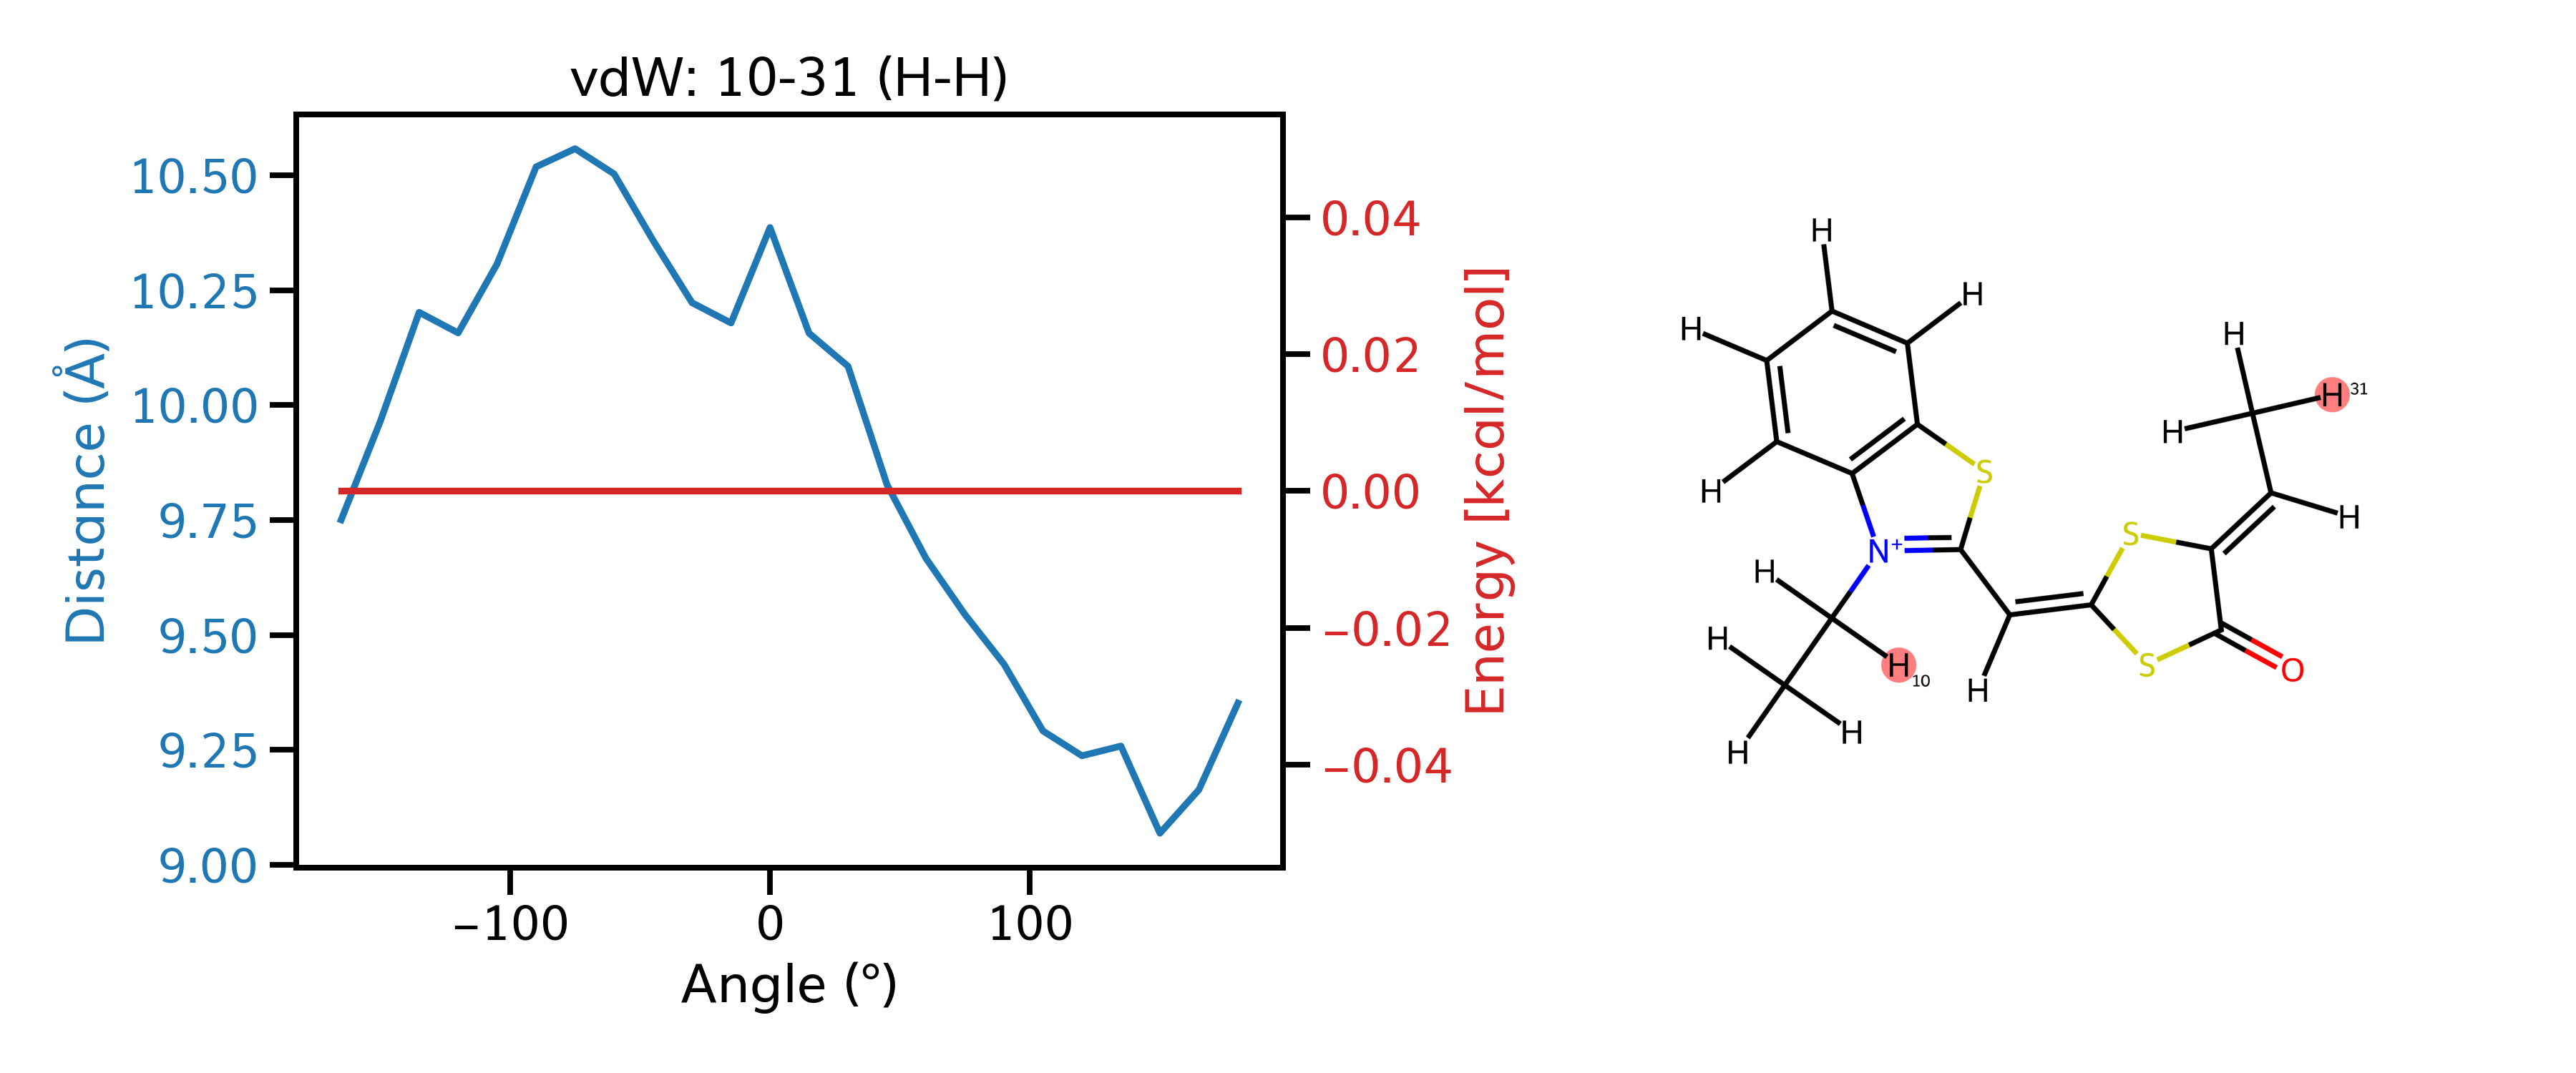 vdW: 10-31 (H-H)
Distance (Å)
10.50
10.25
10.00
9.75
9.50
9.25
9.00
−100
0
100
Angle (°)
0.04
0.02
0.00
−0.02
−0.04
Energy [kcal/mol]
H
H
H
H
H
H 31
H
S
H
H
S
N+
H
H
H 10
S
O
H
H
H